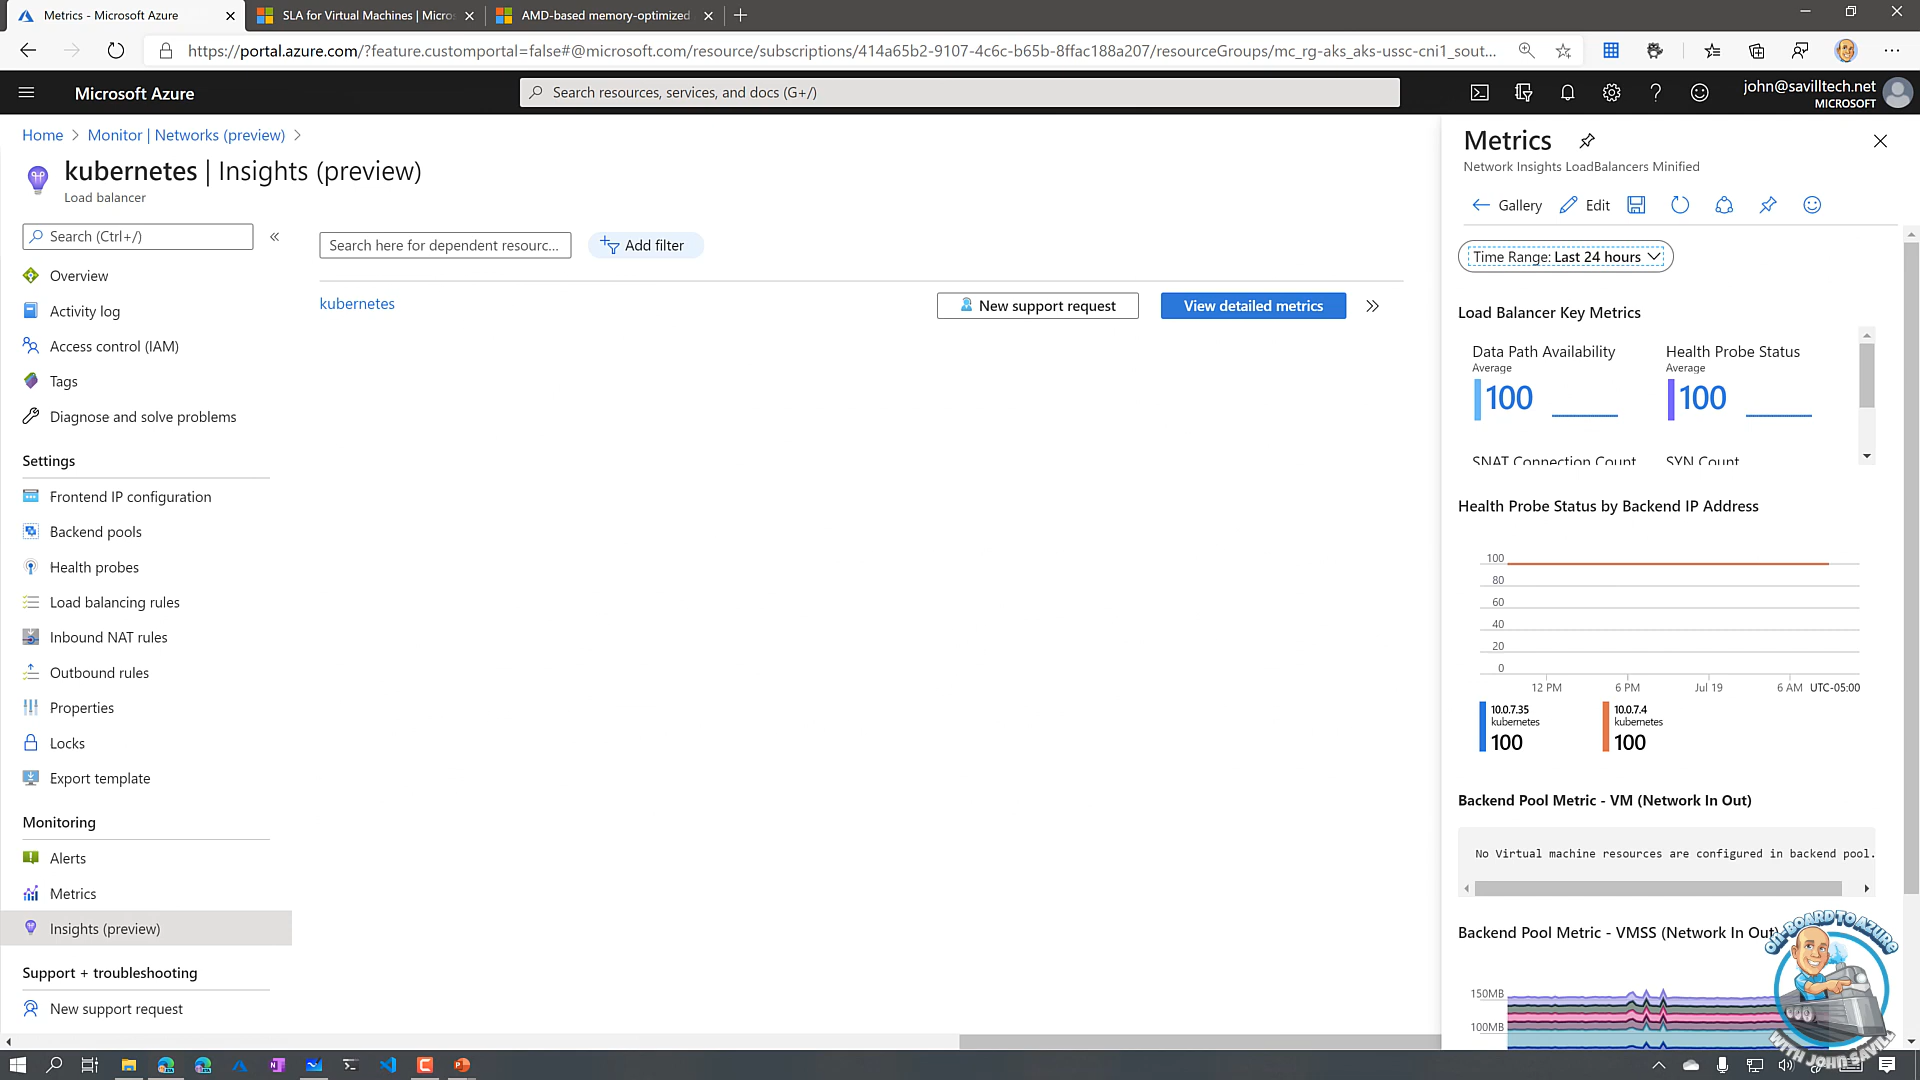 Metrics - Microsoft Azure
SLA for Virtual Machines | Micros
AMD-based memory-optimized
https://portal.azure.com/?feature.customportal=false#@microsoft.com/resource/subscriptions/414a65b2-9107-4c6c-b65b-8ffac188a207/resourceGroups/mc_rg-aks_aks-ussc-cni1_sout...
Microsoft Azure
Search resources, services, and docs (G+/)
john@savilltech.net
MICROSOFT
Home > Monitor | Networks (preview) >
kubernetes | Insights (preview)
Load balancer
Search (Ctrl+/)
Overview
Activity log
Access control (IAM)
Tags
Diagnose and solve problems
Settings
Frontend IP configuration
Backend pools
Health probes
Load balancing rules
Inbound NAT rules
Outbound rules
Properties
Locks
Export template
Monitoring
Alerts
Metrics
Insights (preview)
Support + troubleshooting
New support request
Search here for dependent resourc...
Add filter
kubernetes
New support request
View detailed metrics
Metrics
Network Insights LoadBalancers Minified
Gallery
Edit
Time Range: Last 24 hours
Load Balancer Key Metrics
Data Path Availability
Average
100
Health Probe Status
Average
100
SNAT Connection Count
SYN Count
Health Probe Status by Backend IP Address
100
80
60
40
20
0
12 PM
6 PM
Jul 19
6 AM
UTC-05:00
10.0.7.35
kubernetes
100
10.0.7.4
kubernetes
100
Backend Pool Metric - VM (Network In Out)
No Virtual machine resources are configured in backend pool.
Backend Pool Metric - VMSS (Network In Out)
150MB
100MB
ON-BOARD TO AZURE
WITH JOHN SAVILL